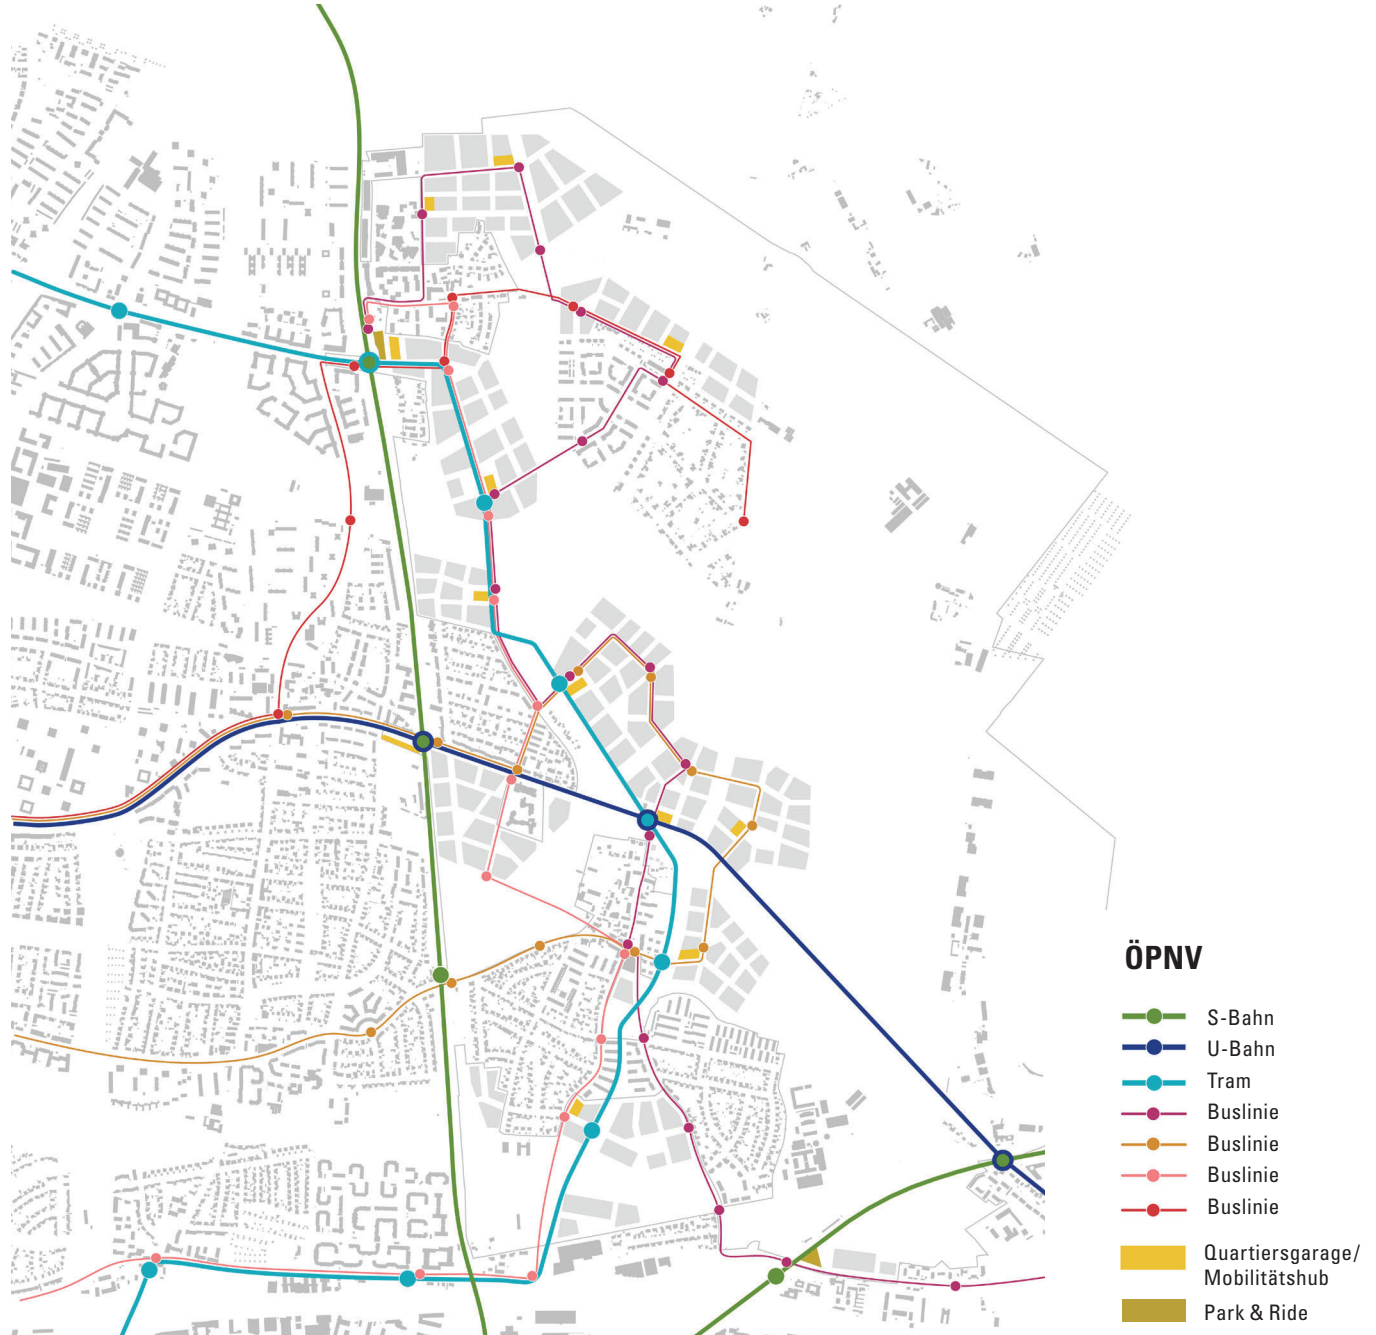 ÖPNV
S-Bahn
U-Bahn
Tram
Buslinie
Buslinie
Buslinie
Buslinie
Quartiersgarage/
Mobilitätshub
Park & Ride